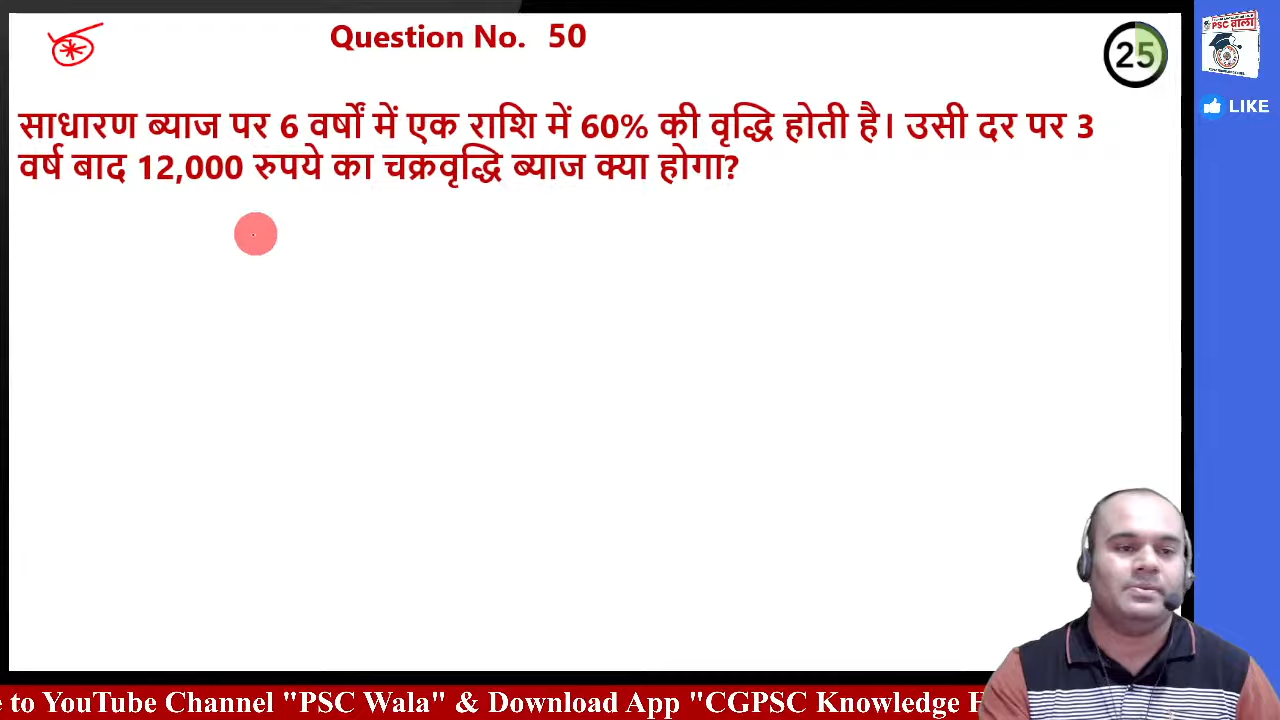 Question No. 50
25
PSC वाला
LIKE
साधारण ब्याज पर 6 वर्षों में एक राशि में 60% की वृद्धि होती है। उसी दर पर 3
वर्ष बाद 12,000 रुपये का चक्रवृद्धि ब्याज क्या होगा?
to YouTube Channel "PSC Wala" & Download App "CGPSC Knowledge